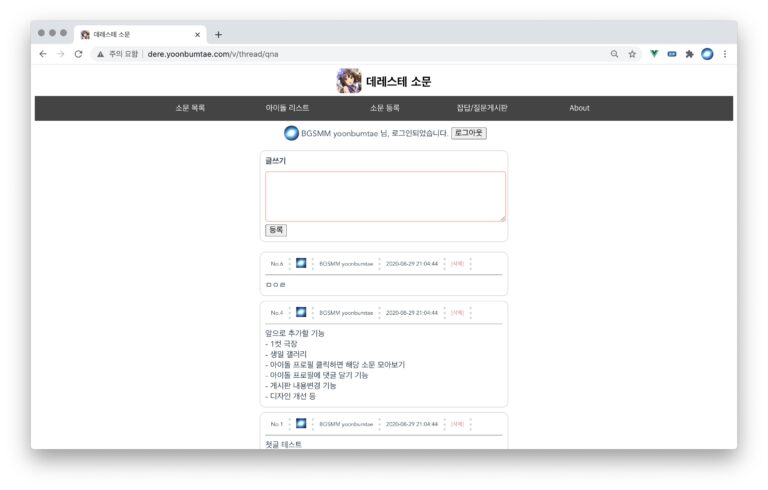 데레스테 소문
주의 요함 | dere.yoonbumtae.com/v/thread/qna
데레스테 소문
소문 목록 아이돌 리스트 소문 등록 잡담/질문게시판 About
BGSMM yoonbumtae 님, 로그인되었습니다. 로그아웃
글쓰기
등록
No.6 BGSMM yoonbumtae 2020-08-29 21:04:44 [삭제]
ㅁㅇㄹ
No.4 BGSMM yoonbumtae 2020-08-29 21:04:44 [삭제]
앞으로 추가할 기능
- 1컷 극장
- 생일 갤러리
- 아이돌 프로필 클릭하면 해당 소문 모아보기
- 아이돌 프로필에 댓글 달기 기능
- 게시판 내용변경 기능
- 디자인 개선 등
No.1 BGSMM yoonbumtae 2020-08-29 21:04:44 [삭제]
첫글 테스트